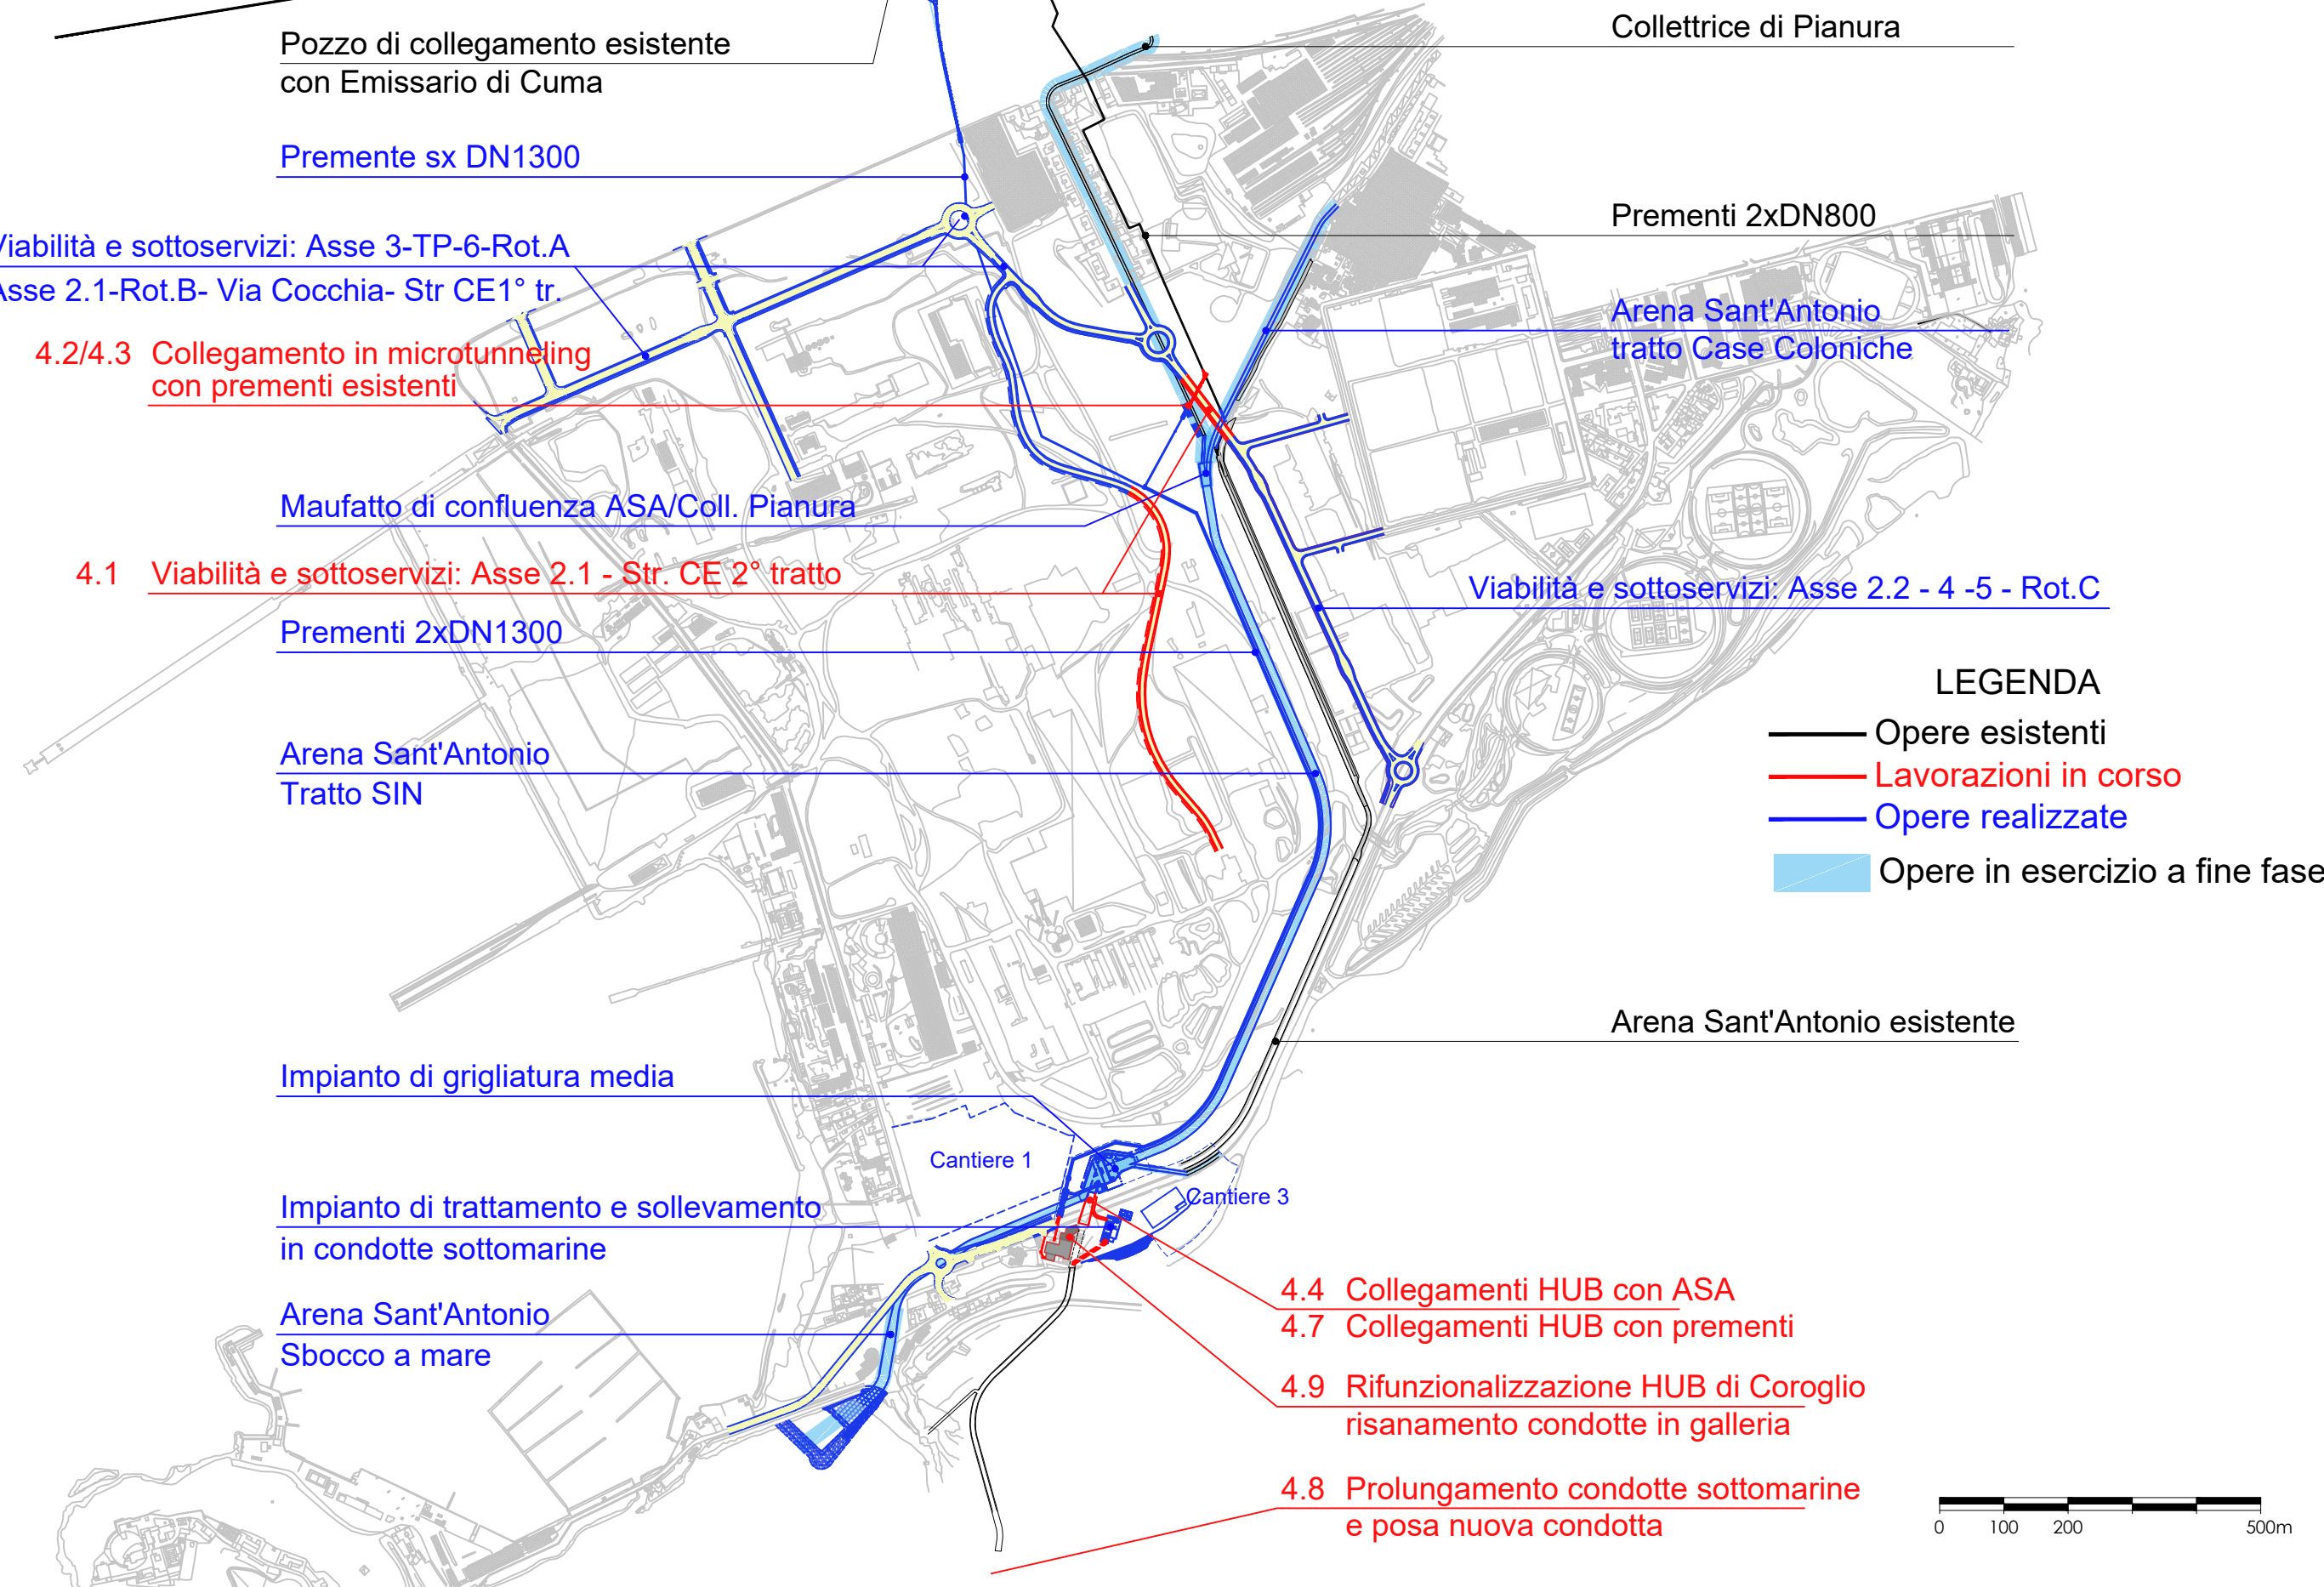 Pozzo di collegamento esistente
con Emissario di Cuma
Collettrice di Pianura
Premente sx DN1300
Prementi 2xDN800
Viabilità e sottoservizi: Asse 3-TP-6-Rot.A
Asse 2.1-Rot.B- Via Cocchia- Str CE1° tr.
Arena Sant'Antonio
tratto Case Coloniche
4.2/4.3 Collegamento in microtunneling
con prementi esistenti
Maufatto di confluenza ASA/Coll. Pianura
4.1 Viabilità e sottoservizi: Asse 2.1 - Str. CE 2° tratto
Viabilità e sottoservizi: Asse 2.2 - 4 -5 - Rot.C
Prementi 2xDN1300
LEGENDA
Opere esistenti
Lavorazioni in corso
Opere realizzate
Opere in esercizio a fine fase
Arena Sant'Antonio
Tratto SIN
Arena Sant'Antonio esistente
Impianto di grigliatura media
Cantiere 1
Cantiere 3
Impianto di trattamento e sollevamento
in condotte sottomarine
Arena Sant'Antonio
Sbocco a mare
4.4 Collegamenti HUB con ASA
4.7 Collegamenti HUB con prementi
4.9 Rifunzionalizzazione HUB di Coroglio
risanamento condotte in galleria
4.8 Prolungamento condotte sottomarine
e posa nuova condotta
0 100 200 500m